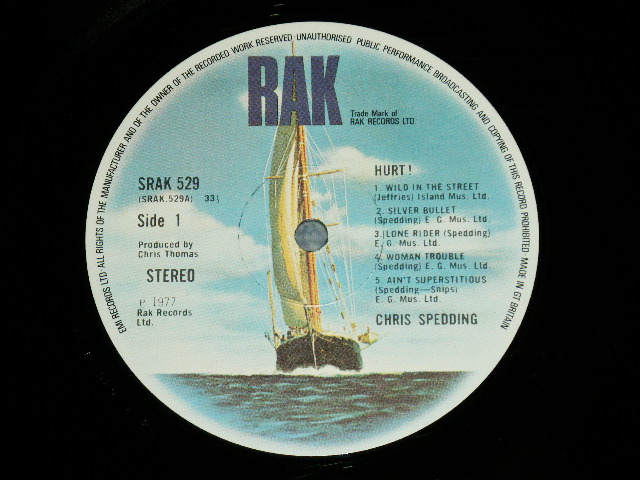 EMI RECORDS LTD. ALL RIGHTS OF THE MANUFACTURER AND OF THE OWNER OF THE RECORDED WORK RESERVED UNAUTHORISED PUBLIC PERFORMANCE BROADCASTING AND COPYING OF THIS RECORD PROHIBITED MADE IN GT BRITAIN
RAK
Trade Mark of
RAK RECORDS LTD.
SRAK 529
(SRAK.529A) 33⅓
Side 1
Produced by
Chris Thomas
STEREO
P 1977
Rak Records
Ltd.
HURT!
1. WILD IN THE STREET
(Jeffries) Island Mus. Ltd.
2. SILVER BULLET
(Spedding) E. G. Mus. Ltd.
3. LONE RIDER (Spedding)
E. G. Mus. Ltd.
4. WOMAN TROUBLE
(Spedding) E. G. Mus. Ltd.
5. AIN'T SUPERSTITIOUS
(Spedding—Snips)
E. G. Mus. Ltd.
CHRIS SPEDDING